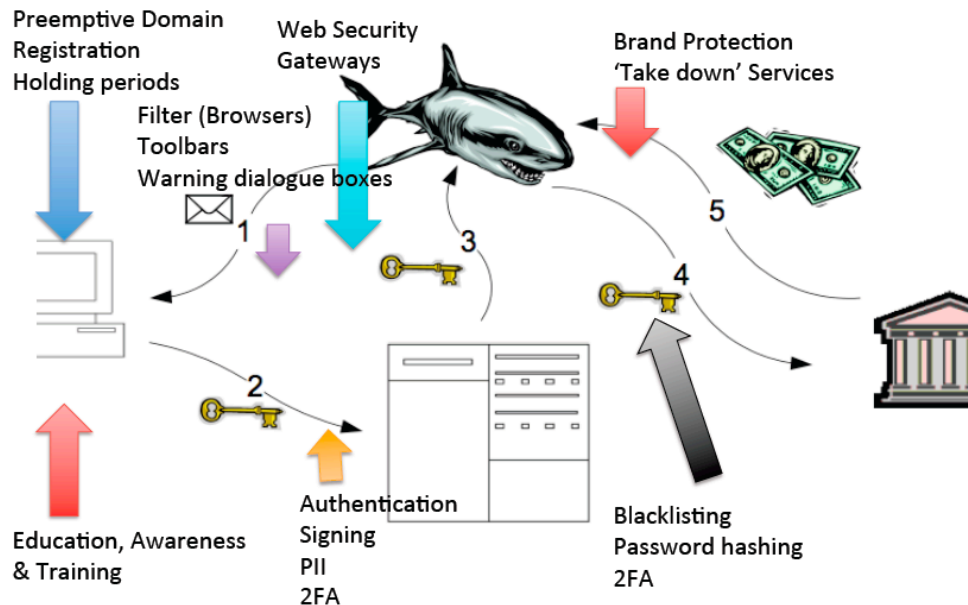 Preemptive Domain
Registration
Holding periods
Web Security
Gateways
Brand Protection
‘Take down’ Services
Filter (Browsers)
Toolbars
Warning dialogue boxes
1
5
3
4
2
Authentication
Signing
PII
2FA
Education, Awareness
& Training
Blacklisting
Password hashing
2FA